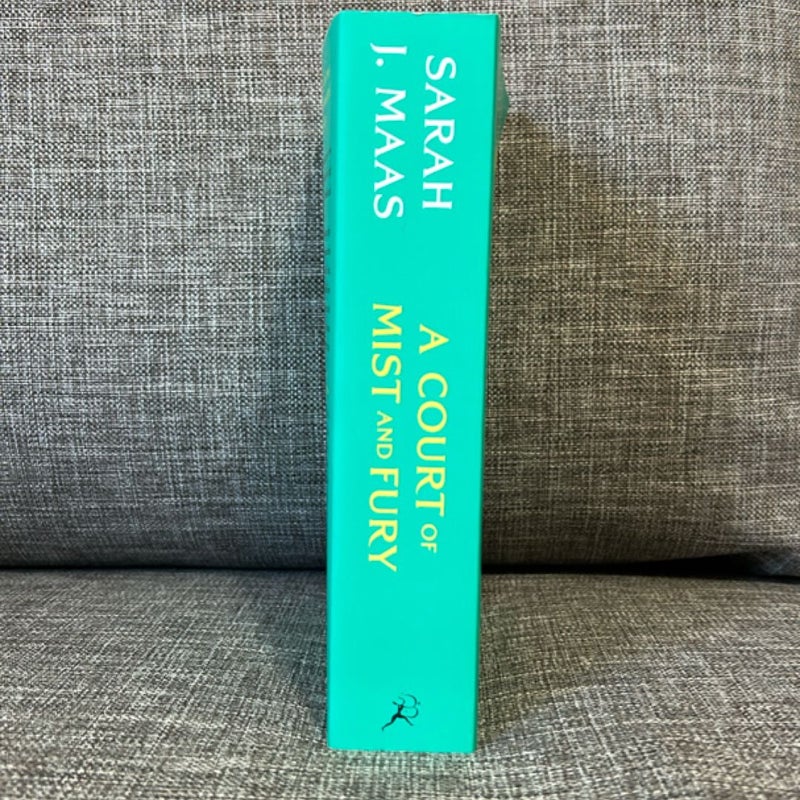 SARAH
J. MAAS
A COURT OF
MIST AND FURY